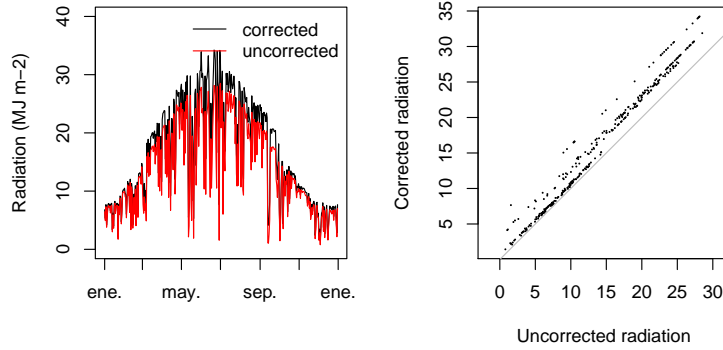 Radiation (MJ m−2)
40
30
20
10
0
corrected
uncorrected
ene.
may.
sep.
ene.
Corrected radiation
35
30
25
20
15
10
5
0
5
10
15
20
25
30
Uncorrected radiation